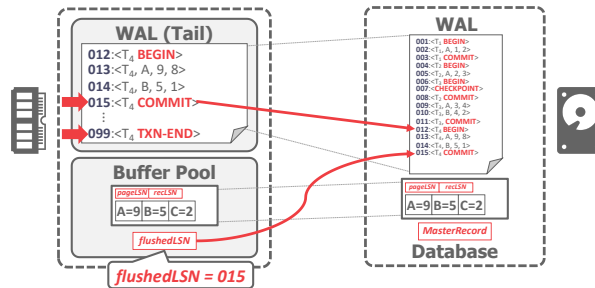 WAL (Tail)
012:<T₄ BEGIN>
013:<T₄, A, 9, 8>
014:<T₄, B, 5, 1>
015:<T₄ COMMIT>
⋮
099:<T₄ TXN-END>
Buffer Pool
pageLSN recLSN
A=9 B=5 C=2
flushedLSN
flushedLSN = 015
WAL
001:<T₁ BEGIN>
002:<T₁, A, 1, 2>
003:<T₁ COMMIT>
004:<T₂ BEGIN>
005:<T₂, A, 2, 3>
006:<T₃ BEGIN>
007:<CHECKPOINT>
008:<T₂ COMMIT>
009:<T₃, A, 3, 4>
010:<T₃, B, 4, 2>
011:<T₃, COMMIT>
012:<T₄ BEGIN>
013:<T₄, A, 9, 8>
014:<T₄, B, 5, 1>
015:<T₄ COMMIT>
pageLSN recLSN
A=9 B=5 C=2
MasterRecord
Database